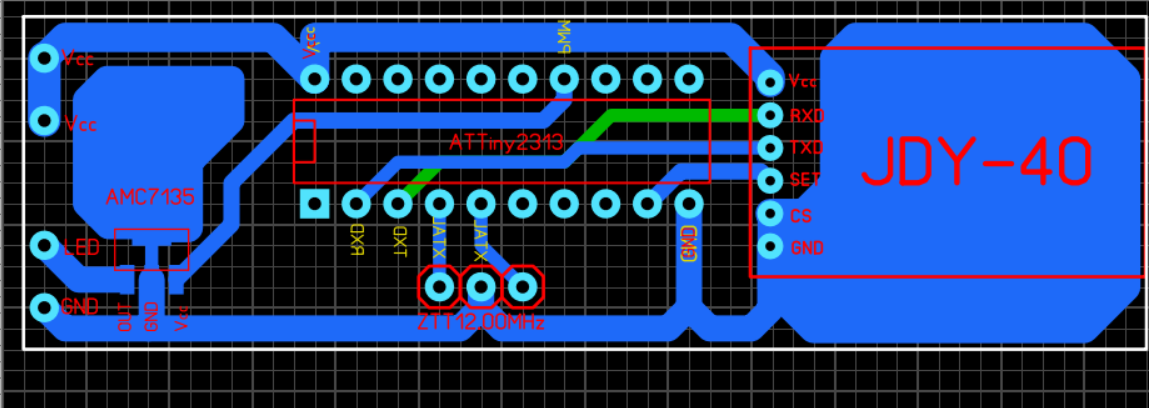 Vcc
Vcc
PWM
Vcc
Vcc
RXD
ATTiny2313
TXD
JDY-40
SET
AMC7135
CS
LED
RXD
TXD
XTAL
XTAL
GND
GND
GND
OUT
GND
Vcc
ZTT12.00MHz